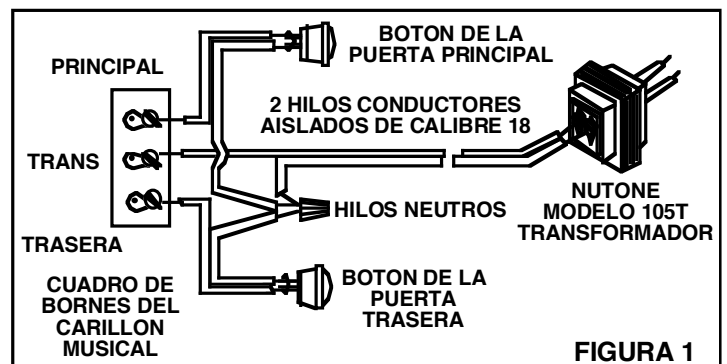 BOTON DE LA
PUERTA PRINCIPAL
PRINCIPAL
2 HILOS CONDUCTORES
AISLADOS DE CALIBRE 18
TRANS
NUTONE
MODELO 105T
TRANSFORMADOR
HILOS NEUTROS
TRASERA
CUADRO DE
BORNES DEL
CARILLON
MUSICAL
BOTON DE LA
PUERTA
TRASERA
FIGURA 1